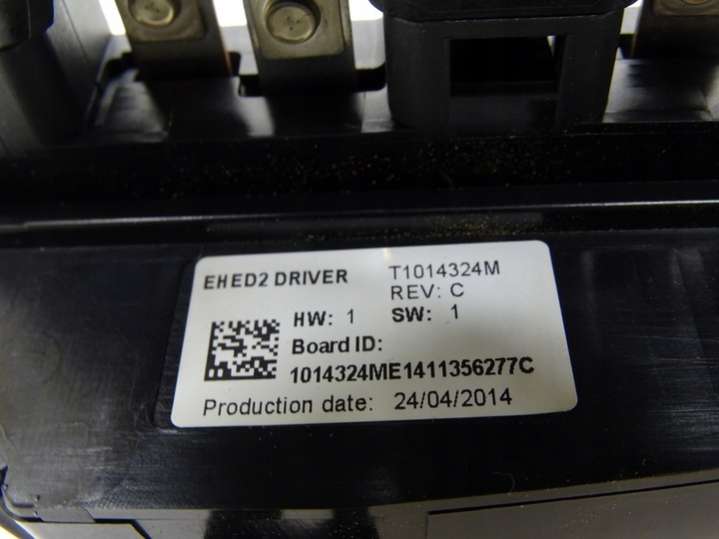 EHED2 DRIVER T1014324M
REV: C
HW: 1 SW: 1
Board ID:
1014324ME1411356277C
Production date: 24/04/2014